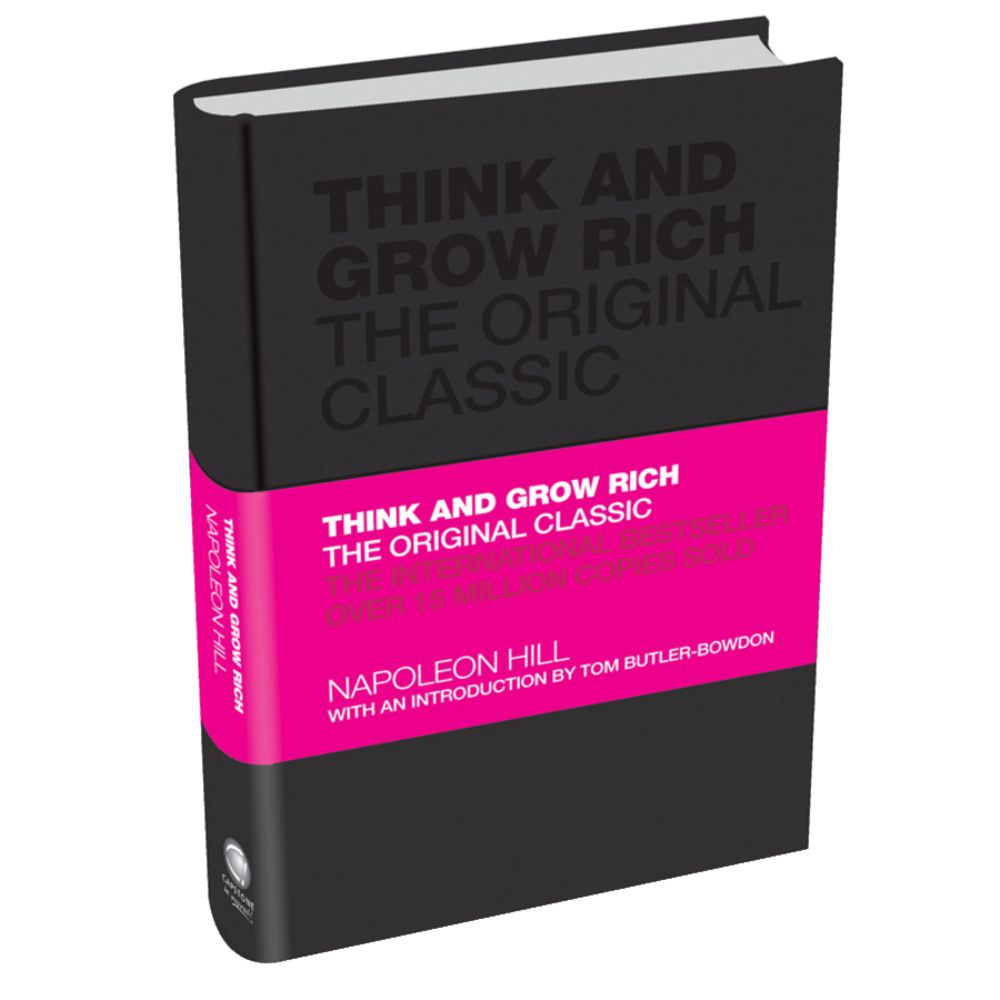 THINK AND
GROW RICH
THE ORIGINAL
CLASSIC
THINK AND GROW RICH
THE ORIGINAL CLASSIC
THE INTERNATIONAL BESTSELLER
OVER 15 MILLION COPIES SOLD
NAPOLEON HILL
WITH AN INTRODUCTION BY TOM BUTLER-BOWDON
THINK AND GROW RICH
NAPOLEON HILL
CAPSTONE